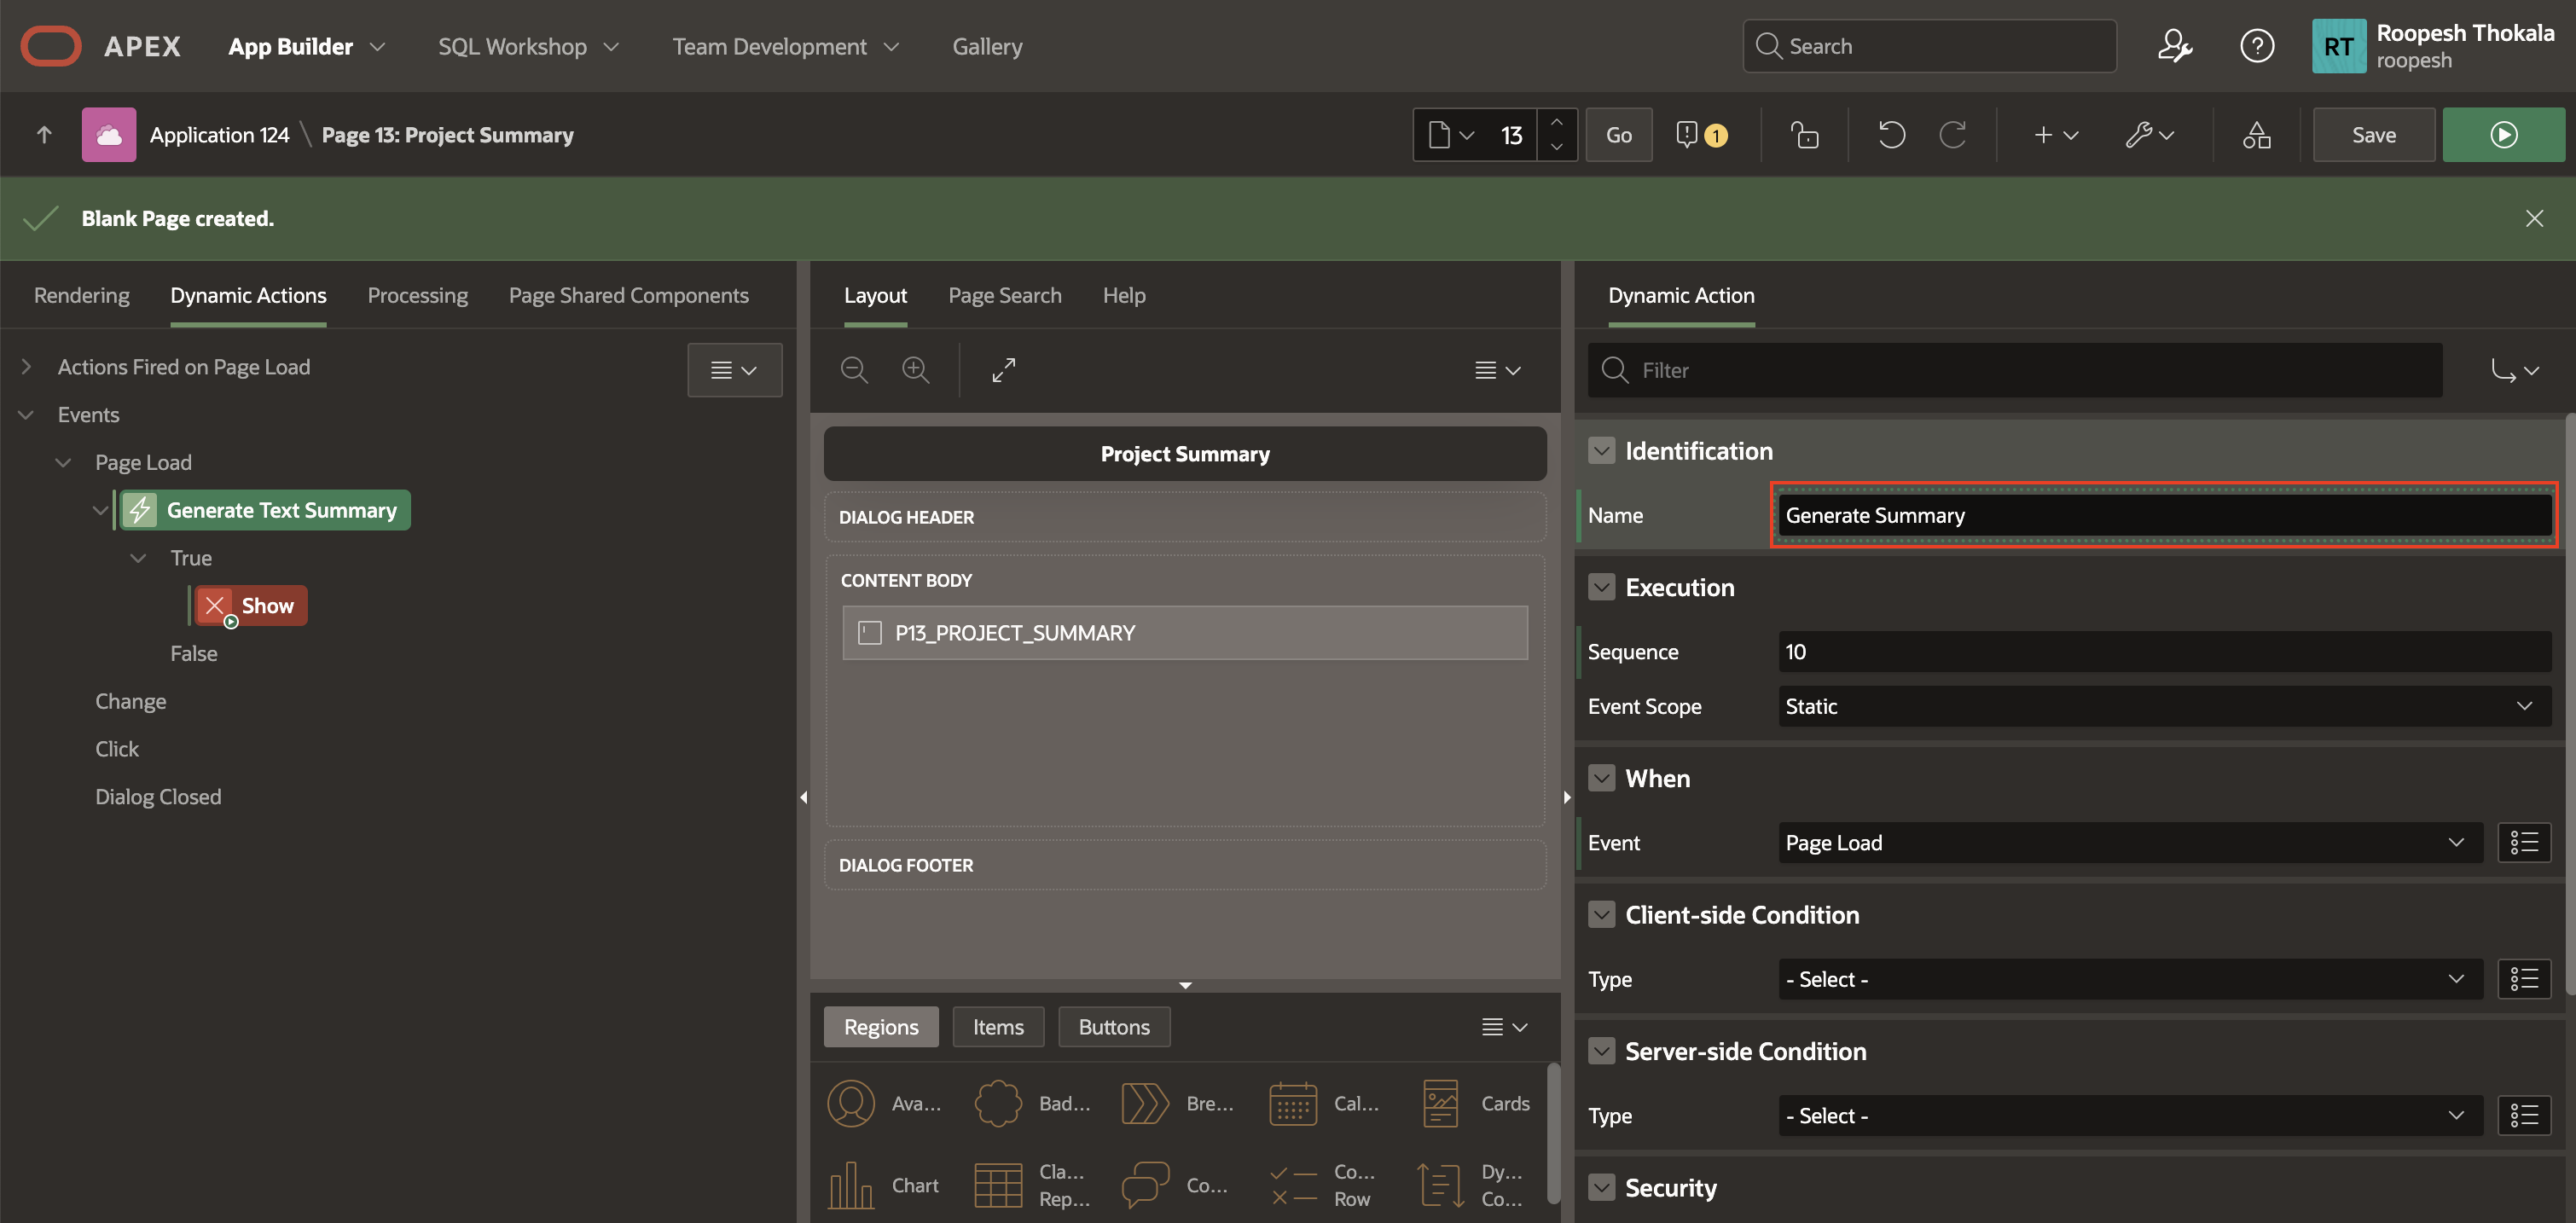 APEX App Builder SQL Workshop Team Development Gallery Search ? RT Roopesh Thokala
roopesh
Application 124 \ Page 13: Project Summary 13 Go 1 Save
Blank Page created.
Rendering Dynamic Actions Processing Page Shared Components
Actions Fired on Page Load
Events
Page Load
Generate Text Summary
True
Show
False
Change
Click
Dialog Closed
Layout Page Search Help
Project Summary
DIALOG HEADER
CONTENT BODY
P13_PROJECT_SUMMARY
DIALOG FOOTER
Regions Items Buttons
Ava... Bad... Bre... Cal... Cards
Chart Cla... Rep... Co... Co... Row Dy... Co...
Dynamic Action
Filter
Identification
Name Generate Summary
Execution
Sequence 10
Event Scope Static
When
Event Page Load
Client-side Condition
Type - Select -
Server-side Condition
Type - Select -
Security